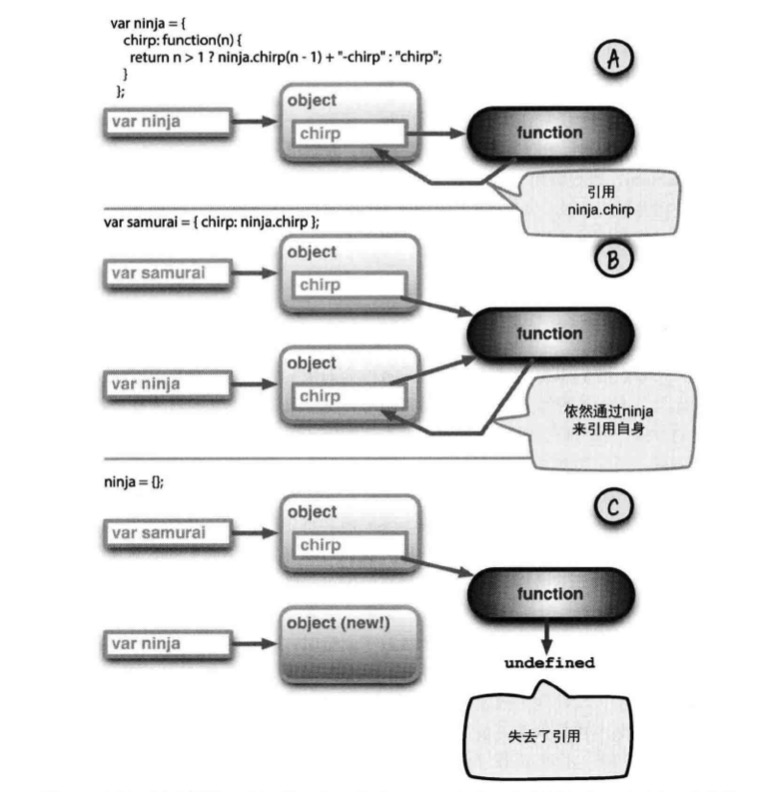 var ninja = {
chirp: function(n) {
return n > 1 ? ninja.chirp(n - 1) + "-chirp" : "chirp";
}
};
A
var ninja
object
chirp
function
引用
ninja.chirp
var samurai = { chirp: ninja.chirp };
B
var samurai
object
chirp
function
var ninja
object
chirp
依然通过ninja
来引用自身
ninja = {};
C
var samurai
object
chirp
function
var ninja
object (new!)
undefined
失去了引用